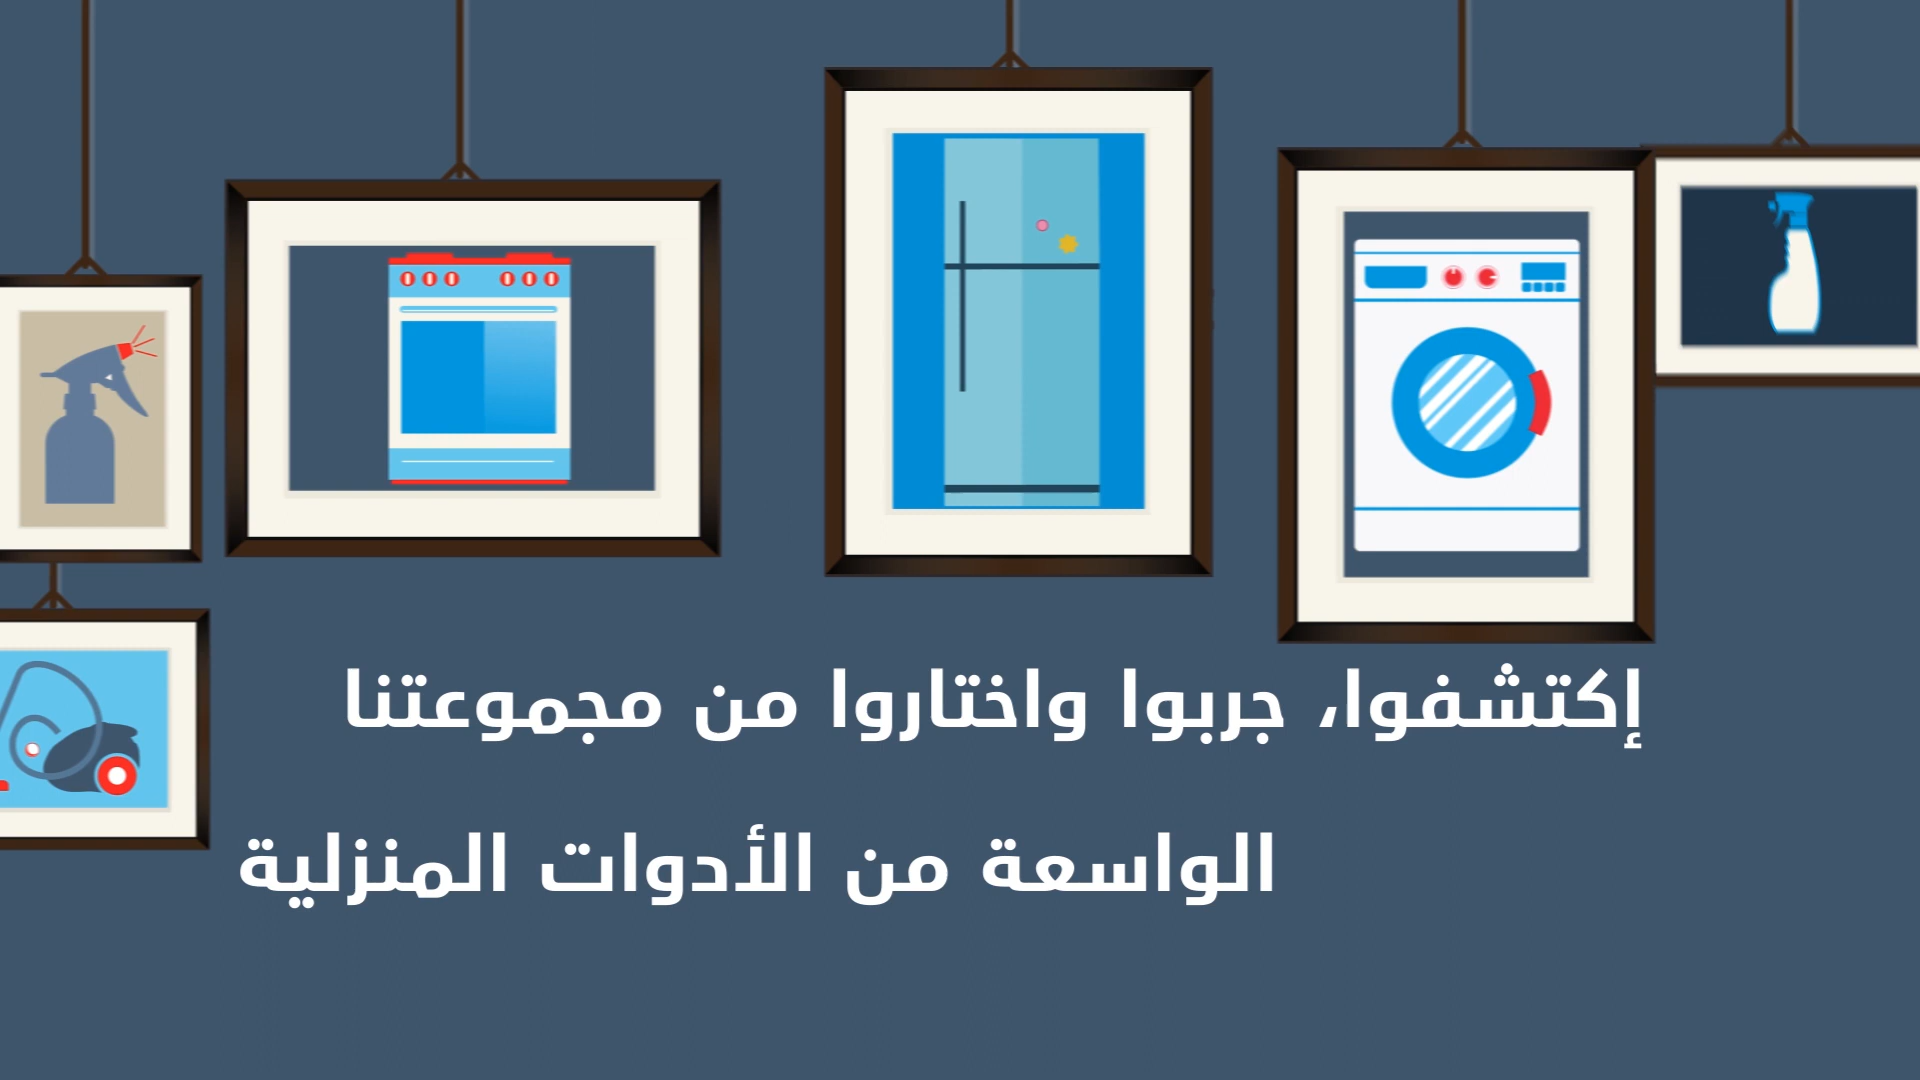 إكتشفوا، جربوا واختاروا من مجموعتنا
الواسعة من الأدوات المنزلية